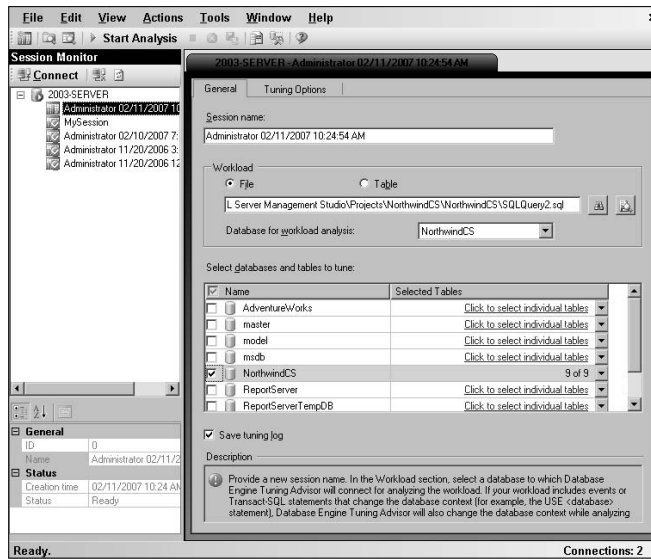 File Edit View Actions Tools Window Help
Start Analysis
Session Monitor
Connect
2003-SERVER
Administrator 02/11/2007 10
MySession
Administrator 02/10/2007 7:
Administrator 11/20/2006 3:
Administrator 11/20/2006 12
General
ID 0
Name Administrator 02/11/2
Status
Creation time 02/11/2007 10:24 AM
Status Ready
2003-SERVER - Administrator 02/11/2007 10:24:54 AM
General Tuning Options
Session name:
Administrator 02/11/2007 10:24:54 AM
Workload
File Table
L Server Management Studio\Projects\NorthwindCS\NorthwindCS\SQLQuery2.sql
Database for workload analysis: NorthwindCS
Select databases and tables to tune:
Name Selected Tables
AdventureWorks Click to select individual tables
master Click to select individual tables
model Click to select individual tables
msdb Click to select individual tables
NorthwindCS 9 of 9
ReportServer Click to select individual tables
ReportServerTempDB Click to select individual tables
Save tuning log
Description
Provide a new session name. In the Workload section, select a database to which Database
Engine Tuning Advisor will connect for analyzing the workload. If your workload includes events or
Transact-SQL statements that change the database context (for example, the USE <database>
statement), Database Engine Tuning Advisor will also change the database context while analyzing
Ready. Connections: 2